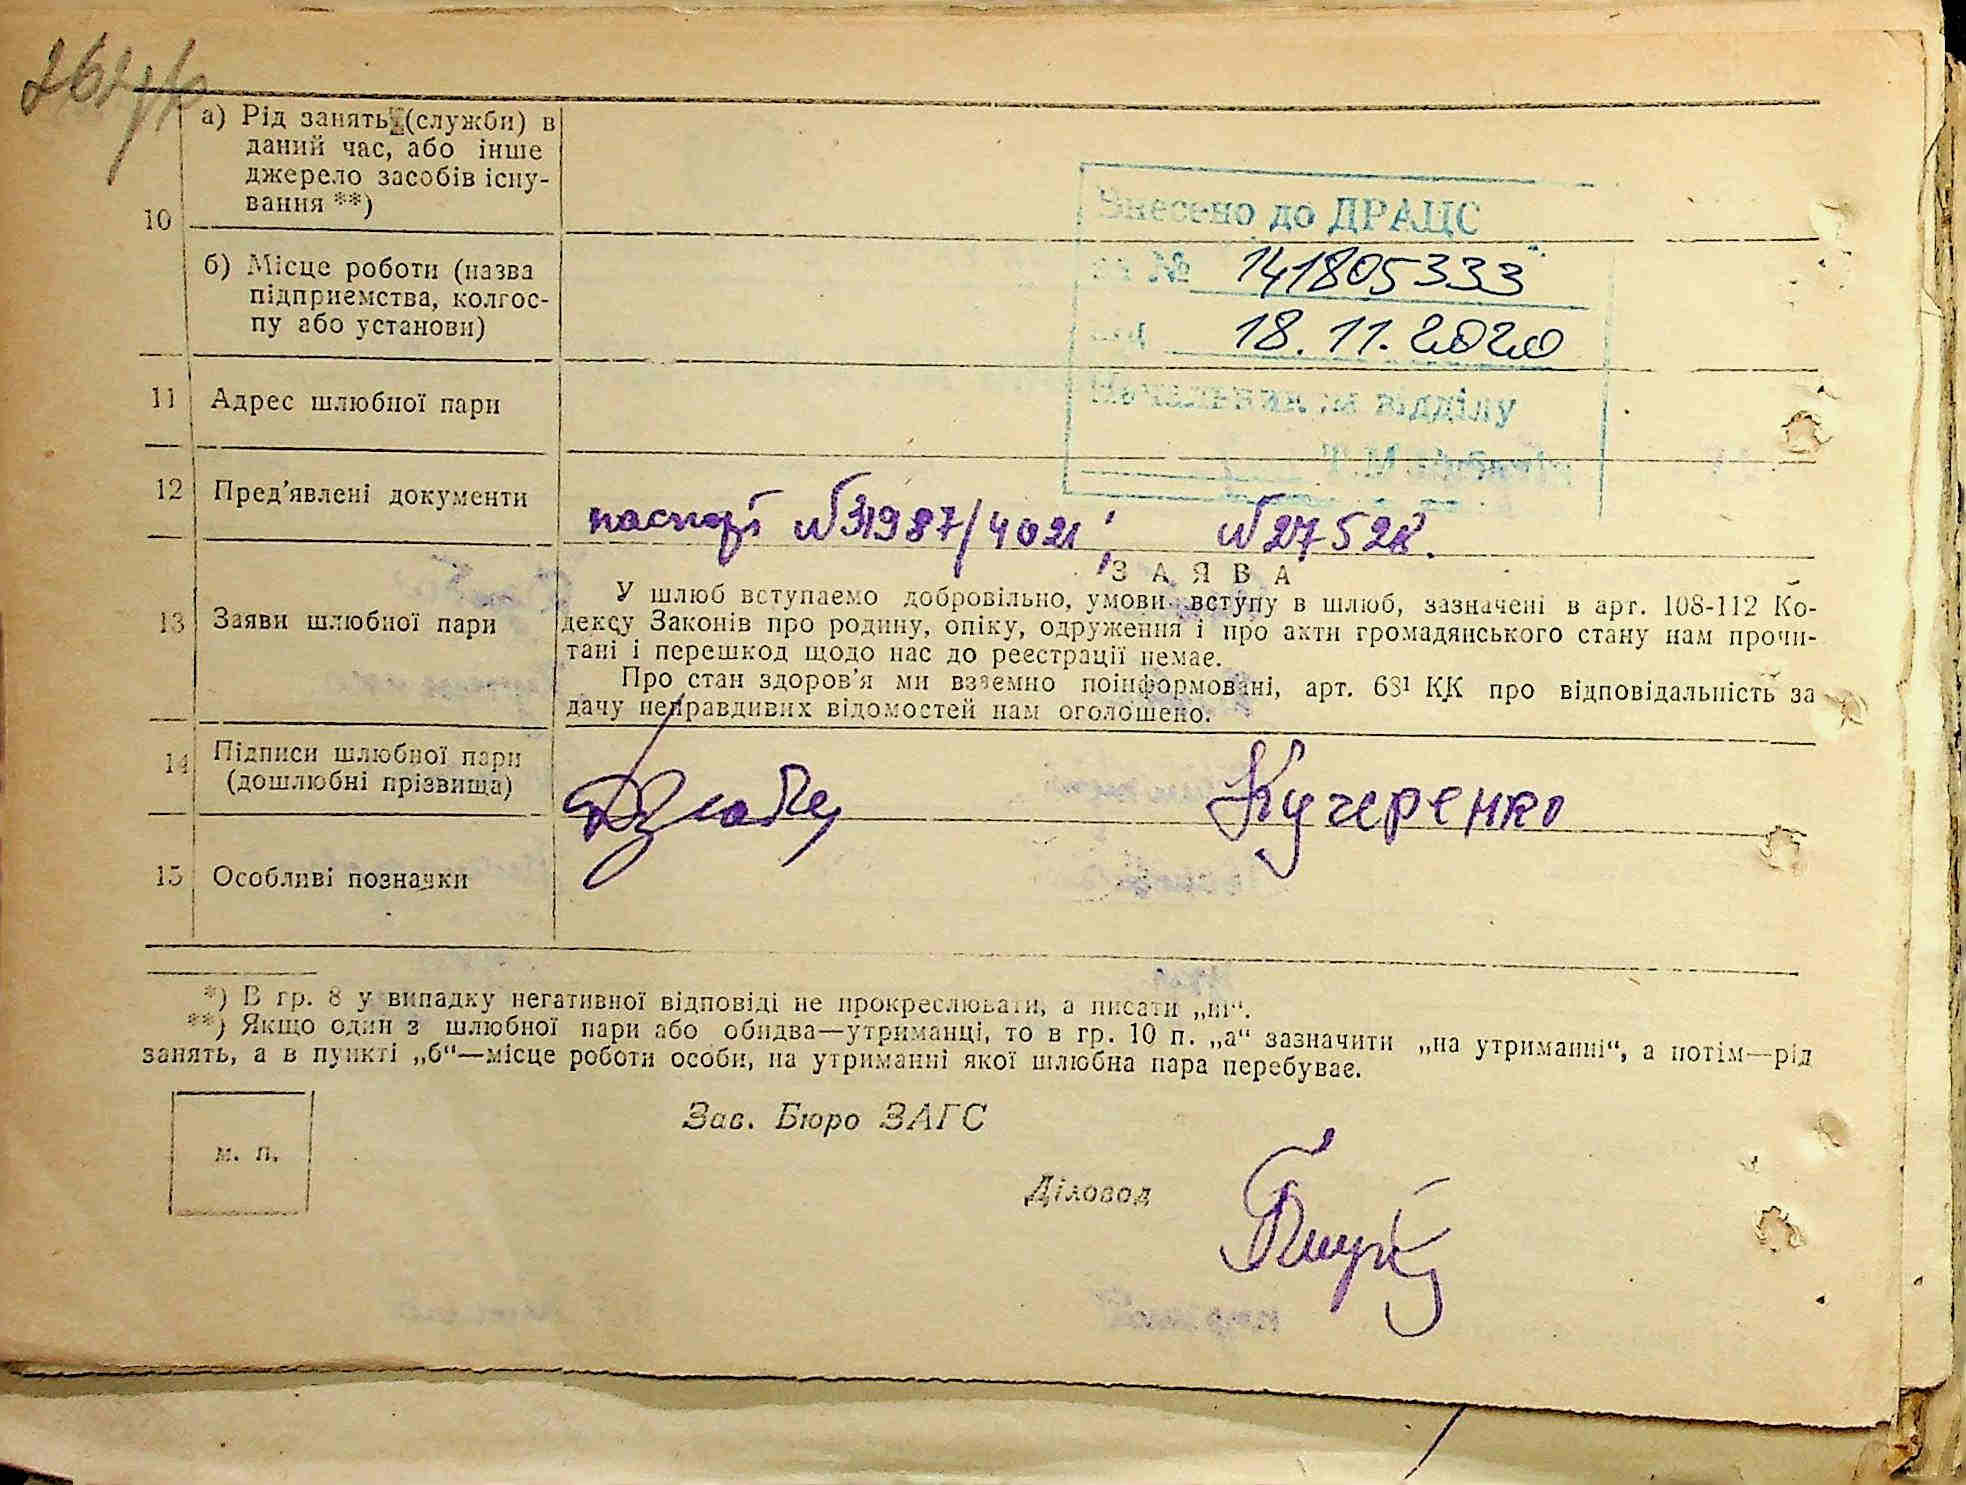 а) Рід занять (служби) в
даний час, або інше
джерело засобів існу-
вання **)
10
б) Місце роботи (назва
підприємства, колгос-
пу або установи)
Внесено до ДРАЦС
за № 141805333
від 18.11.2020
Начальником відділу
Т.М.
11 Адрес шлюбної пари
12 Пред'явлені документи
паспорті №31987/4021; №27528.
13 Заяви шлюбної пари
ЗАЯВА
У шлюб вступаємо добровільно, умови вступу в шлюб, зазначені в арт. 108-112 Ко-
дексу Законів про родину, опіку, одруження і про акти громадянського стану нам прочи-
тані і перешкод щодо нас до реєстрації немає.
Про стан здоров'я ми взаємно поінформовані, арт. 68¹ КК про відповідальність за
дачу неправдивих відомостей нам оголошено.
14 Підписи шлюбної пари
(дошлюбні прізвища)
Кучеренко
15 Особливі позначки
*) В гр. 8 у випадку негативної відповіді не прокреслювати, а писати „ні“.
**) Якщо один з шлюбної пари або обидва—утриманці, то в гр. 10 п. „а“ зазначити „на утриманні“, а потім—рід
занять, а в пункті „б“—місце роботи особи, на утриманні якої шлюбна пара перебуває.
Зав. Бюро ЗАГС
м. п.
Діловод